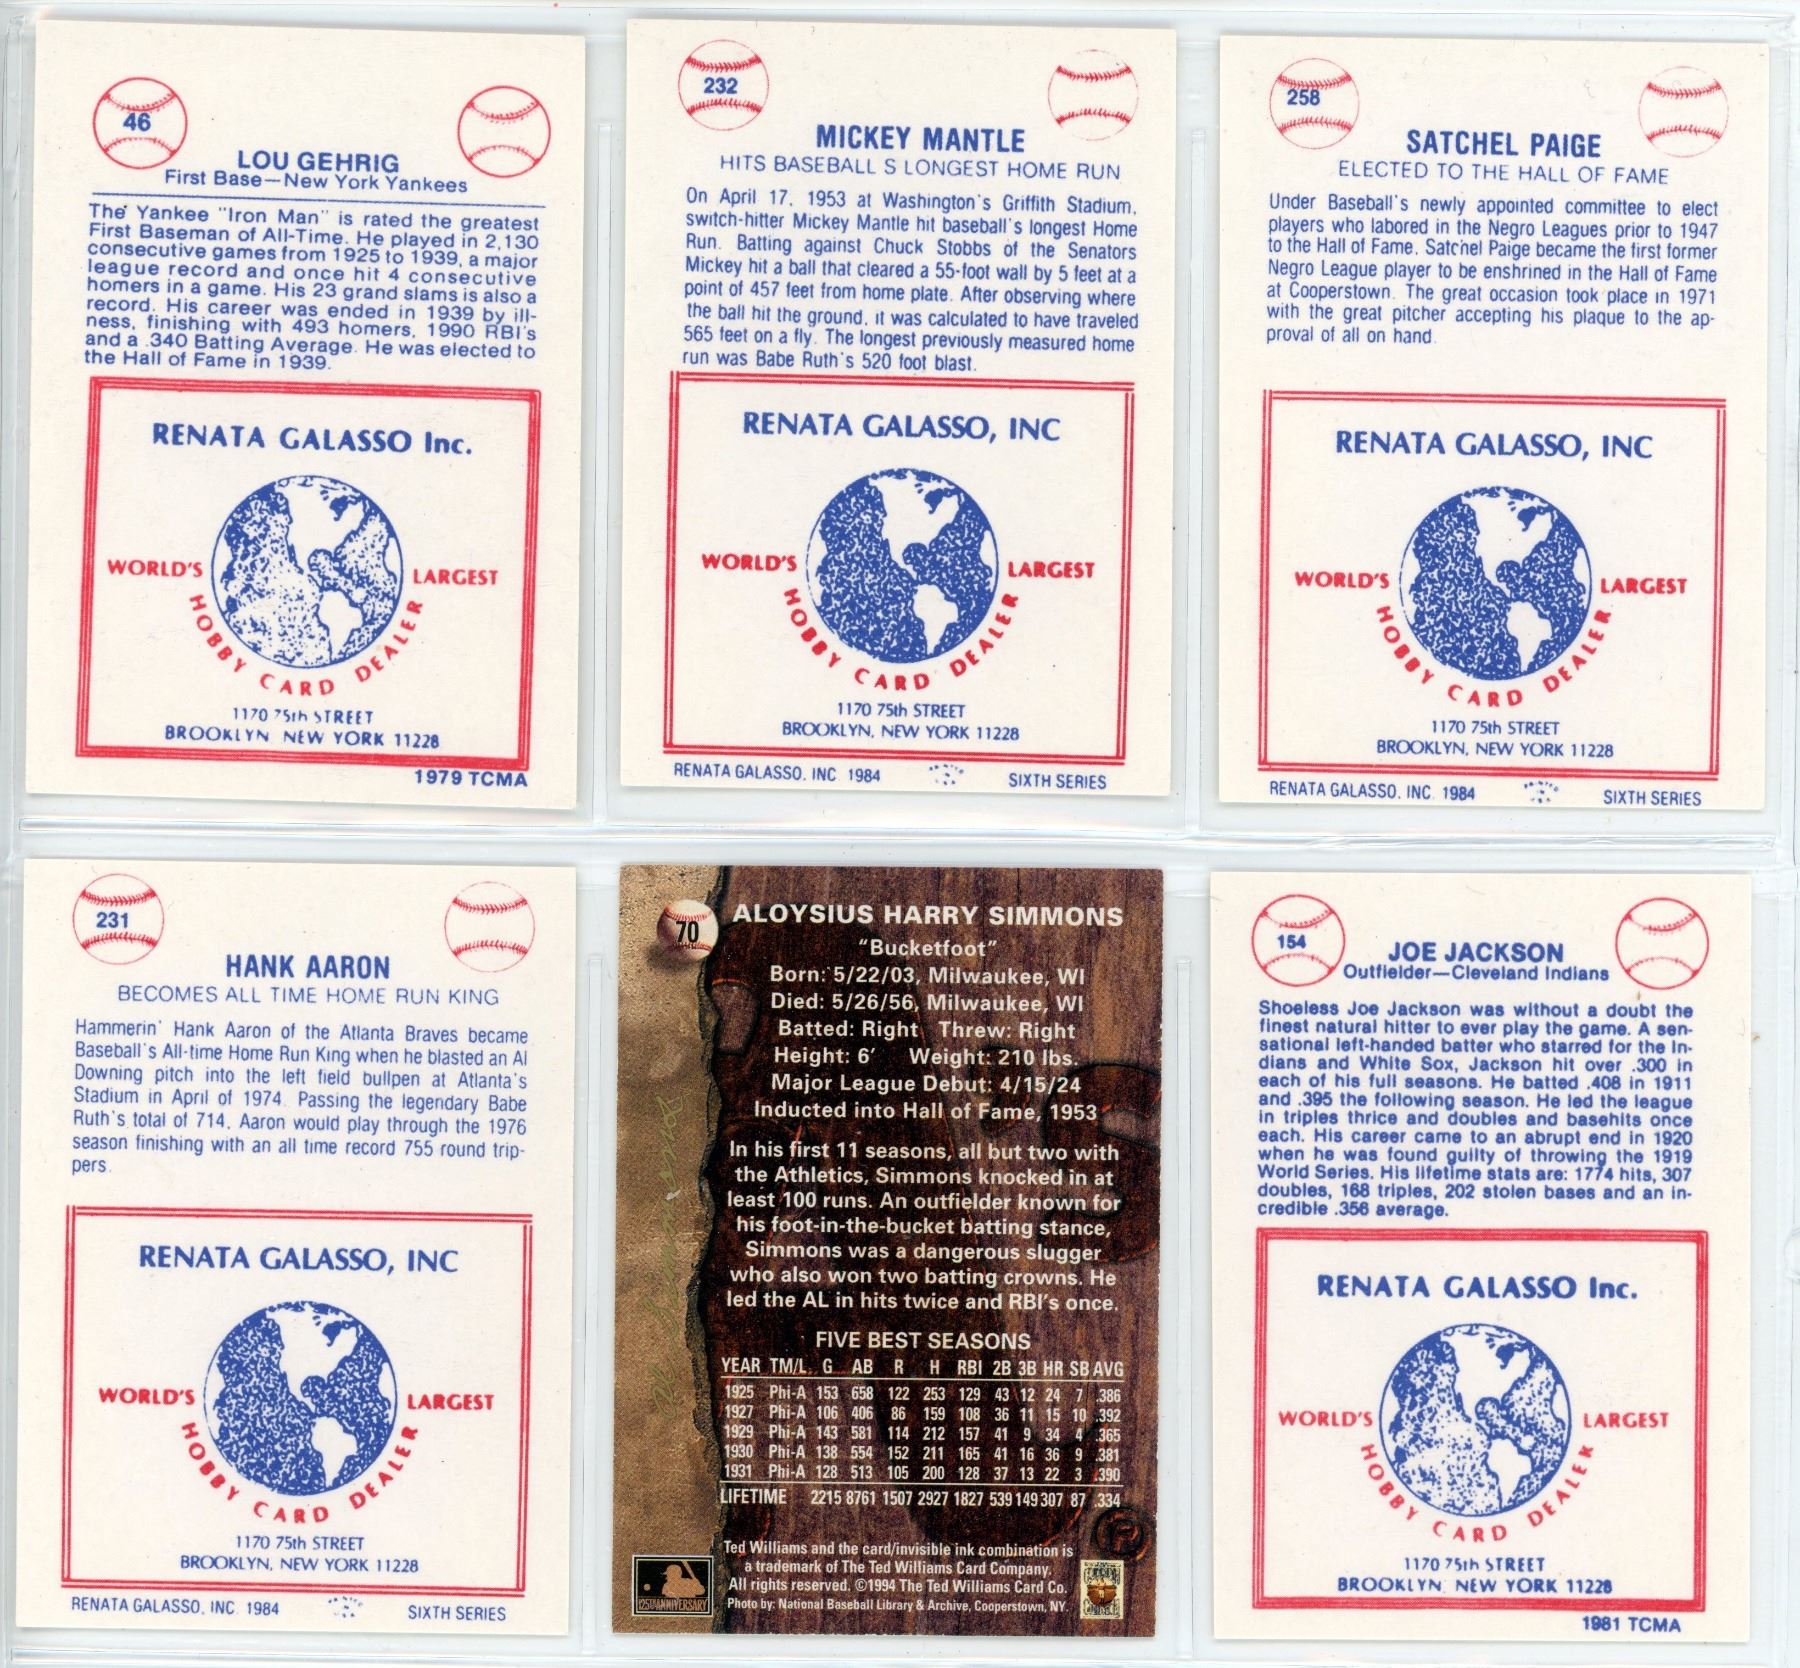 46
LOU GEHRIG
First Base—New York Yankees
The Yankee "Iron Man" is rated the greatest
First Baseman of All-Time. He played in 2,130
consecutive games from 1925 to 1939, a major
league record and once hit 4 consecutive
homers in a game. His 23 grand slams is also a
record. His career was ended in 1939 by ill-
ness, finishing with 493 homers, 1990 RBI's
and a .340 Batting Average. He was elected to
the Hall of Fame in 1939.
RENATA GALASSO Inc.
WORLD'S LARGEST
HOBBY CARD DEALER
1170 75th STREET
BROOKLYN NEW YORK 11228
1979 TCMA
232
MICKEY MANTLE
HITS BASEBALL S LONGEST HOME RUN
On April 17, 1953 at Washington's Griffith Stadium,
switch-hitter Mickey Mantle hit baseball's longest Home
Run. Batting against Chuck Stobbs of the Senators
Mickey hit a ball that cleared a 55-foot wall by 5 feet at a
point of 457 feet from home plate. After observing where
the ball hit the ground, it was calculated to have traveled
565 feet on a fly. The longest previously measured home
run was Babe Ruth's 520 foot blast.
RENATA GALASSO, INC
WORLD'S LARGEST
HOBBY CARD DEALER
1170 75th STREET
BROOKLYN, NEW YORK 11228
RENATA GALASSO, INC 1984 SIXTH SERIES
258
SATCHEL PAIGE
ELECTED TO THE HALL OF FAME
Under Baseball's newly appointed committee to elect
players who labored in the Negro Leagues prior to 1947
to the Hall of Fame, Satchel Paige became the first former
Negro League player to be enshrined in the Hall of Fame
at Cooperstown. The great occasion took place in 1971
with the great pitcher accepting his plaque to the ap-
proval of all on hand.
RENATA GALASSO, INC
WORLD'S LARGEST
HOBBY CARD DEALER
1170 75th STREET
BROOKLYN, NEW YORK 11228
RENATA GALASSO, INC. 1984 SIXTH SERIES
231
HANK AARON
BECOMES ALL TIME HOME RUN KING
Hammerin' Hank Aaron of the Atlanta Braves became
Baseball's All-time Home Run King when he blasted an Al
Downing pitch into the left field bullpen at Atlanta's
Stadium in April of 1974. Passing the legendary Babe
Ruth's total of 714, Aaron would play through the 1976
season finishing with an all time record 755 round trip-
pers.
RENATA GALASSO, INC
WORLD'S LARGEST
HOBBY CARD DEALER
1170 75th STREET
BROOKLYN, NEW YORK 11228
RENATA GALASSO, INC 1984 SIXTH SERIES
70
ALOYSIUS HARRY SIMMONS
"Bucketfoot"
Born: 5/22/03, Milwaukee, WI
Died: 5/26/56, Milwaukee, WI
Batted: Right Threw: Right
Height: 6' Weight: 210 lbs.
Major League Debut: 4/15/24
Inducted into Hall of Fame, 1953
In his first 11 seasons, all but two with
the Athletics, Simmons knocked in at
least 100 runs. An outfielder known for
his foot-in-the-bucket batting stance,
Simmons was a dangerous slugger
who also won two batting crowns. He
led the AL in hits twice and RBI's once.
Al Simmons
FIVE BEST SEASONS
YEAR TM/L G AB R H RBI 2B 3B HR SB AVG
1925 Phi-A 153 658 122 253 129 43 12 24 7 .386
1927 Phi-A 106 406 86 159 108 36 11 15 10 .392
1929 Phi-A 143 581 114 212 157 41 9 34 4 .365
1930 Phi-A 138 554 152 211 165 41 16 36 9 .381
1931 Phi-A 128 513 105 200 128 37 13 22 3 .390
LIFETIME 2215 8761 1507 2927 1827 539 149 307 87 .334
Ted Williams and the card/invisible ink combination is
a trademark of The Ted Williams Card Company.
All rights reserved. ©1994 The Ted Williams Card Co.
Photo by: National Baseball Library & Archive, Cooperstown, NY.
125TH ANNIVERSARY
154
JOE JACKSON
Outfielder—Cleveland Indians
Shoeless Joe Jackson was without a doubt the
finest natural hitter to ever play the game. A sen-
sational left-handed batter who starred for the In-
dians and White Sox, Jackson hit over .300 in
each of his full seasons. He batted .408 in 1911
and .395 the following season. He led the league
in triples thrice and doubles and basehits once
each. His career came to an abrupt end in 1920
when he was found guilty of throwing the 1919
World Series. His lifetime stats are: 1774 hits, 307
doubles, 168 triples, 202 stolen bases and an in-
credible .356 average.
RENATA GALASSO Inc.
WORLD'S LARGEST
HOBBY CARD DEALER
1170 75th STREET
BROOKLYN NEW YORK 11228
1981 TCMA